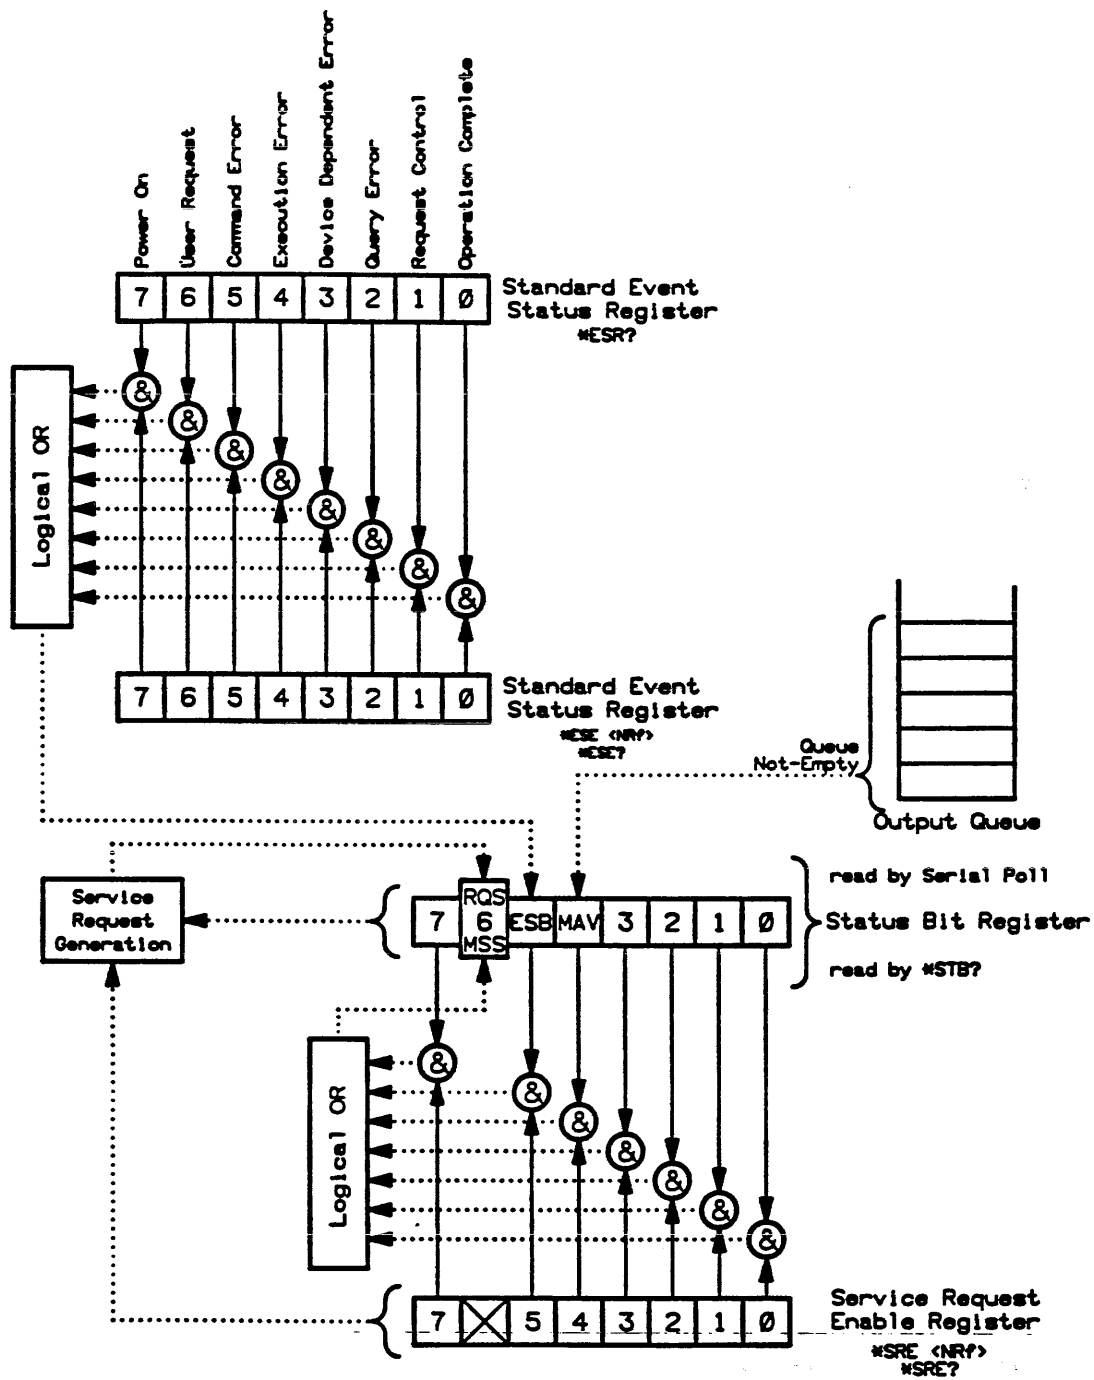 Power On
User Request
Command Error
Execution Error
Device Dependent Error
Query Error
Request Control
Operation Complete
7 6 5 4 3 2 1 0
Standard Event
Status Register
*ESR?
& & & & & & & &
Logical OR
7 6 5 4 3 2 1 0
Standard Event
Status Register
*ESE <NRf>
*ESE?
Queue
Not-Empty
Output Queue
Service
Request
Generation
RQS
7 6 ESB MAV 3 2 1 0
MSS
read by Serial Poll
Status Bit Register
read by *STB?
& & & & & & &
Logical OR
7 5 4 3 2 1 0
Service Request
Enable Register
*SRE <NRf>
*SRE?